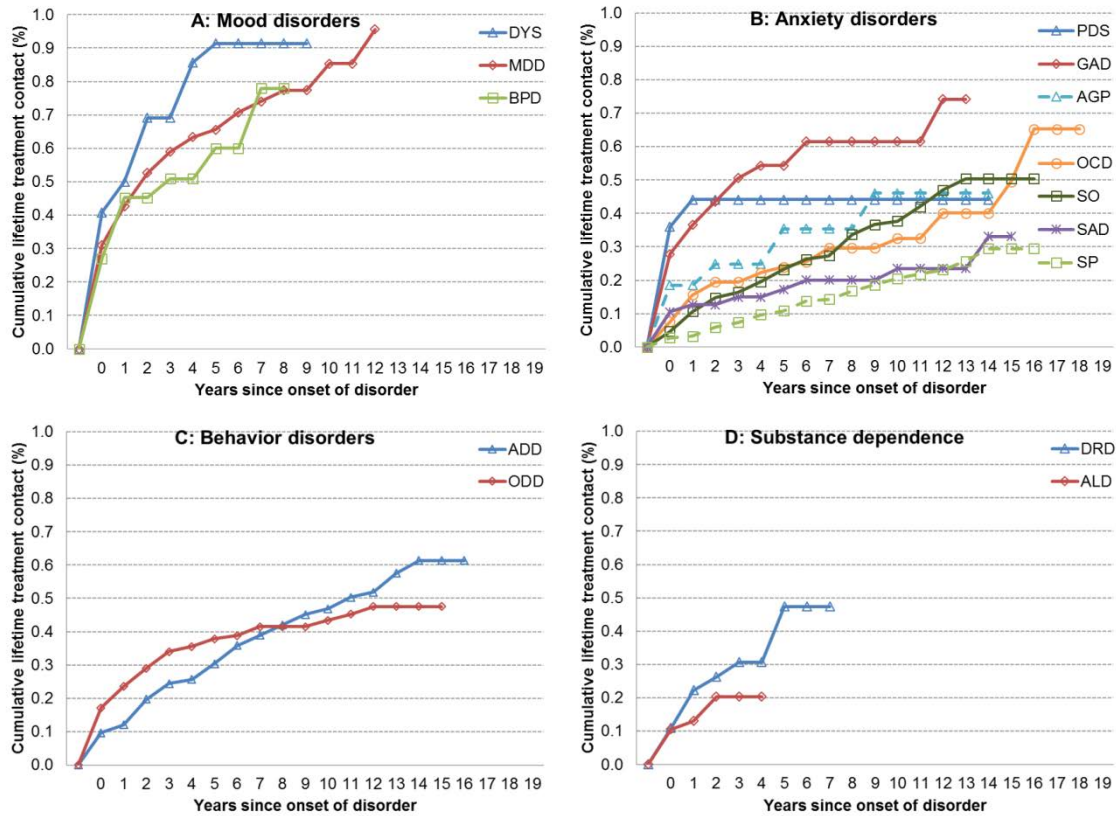 A: Mood disorders
Cumulative lifetime treatment contact (%)
1.0
0.9
0.8
0.7
0.6
0.5
0.4
0.3
0.2
0.1
0.0
DYS
MDD
BPD
0 1 2 3 4 5 6 7 8 9 10 11 12 13 14 15 16 17 18 19
Years since onset of disorder
B: Anxiety disorders
Cumulative lifetime treatment contact (%)
1.0
0.9
0.8
0.7
0.6
0.5
0.4
0.3
0.2
0.1
0.0
PDS
GAD
AGP
OCD
SO
SAD
SP
0 1 2 3 4 5 6 7 8 9 10 11 12 13 14 15 16 17 18 19
Years since onset of disorder
C: Behavior disorders
Cumulative lifetime treatment contact (%)
1.0
0.9
0.8
0.7
0.6
0.5
0.4
0.3
0.2
0.1
0.0
ADD
ODD
0 1 2 3 4 5 6 7 8 9 10 11 12 13 14 15 16 17 18 19
Years since onset of disorder
D: Substance dependence
Cumulative lifetime treatment contact (%)
1.0
0.9
0.8
0.7
0.6
0.5
0.4
0.3
0.2
0.1
0.0
DRD
ALD
0 1 2 3 4 5 6 7 8 9 10 11 12 13 14 15 16 17 18 19
Years since onset of disorder